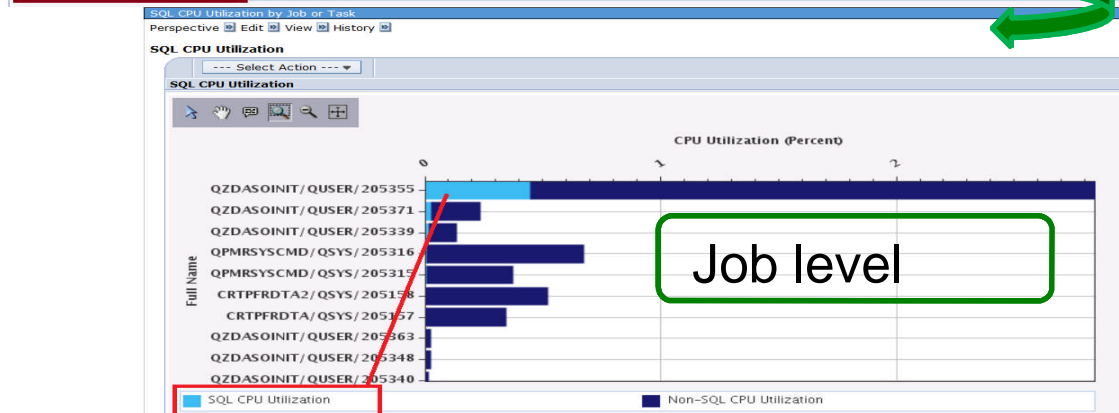 SQL CPU Utilization by Job or Task
Perspective Edit View History
SQL CPU Utilization
--- Select Action ---
SQL CPU Utilization
CPU Utilization (Percent)
0 1 2
Full Name
QZDASOINIT/QUSER/205355
QZDASOINIT/QUSER/205371
QZDASOINIT/QUSER/205339
QPMRSYSCMD/QSYS/205316
QPMRSYSCMD/QSYS/205315
CRTPFRDTA2/QSYS/205158
CRTPFRDTA/QSYS/205157
QZDASOINIT/QUSER/205363
QZDASOINIT/QUSER/205348
QZDASOINIT/QUSER/205340
Job level
SQL CPU Utilization Non-SQL CPU Utilization